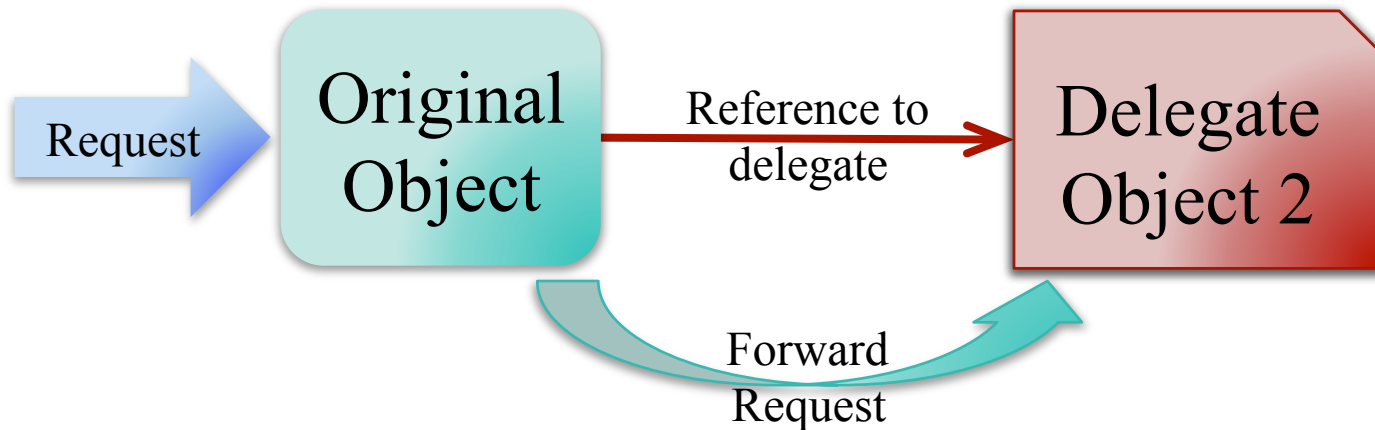 Request
Original
Object
Reference to
delegate
Delegate
Object 2
Forward
Request